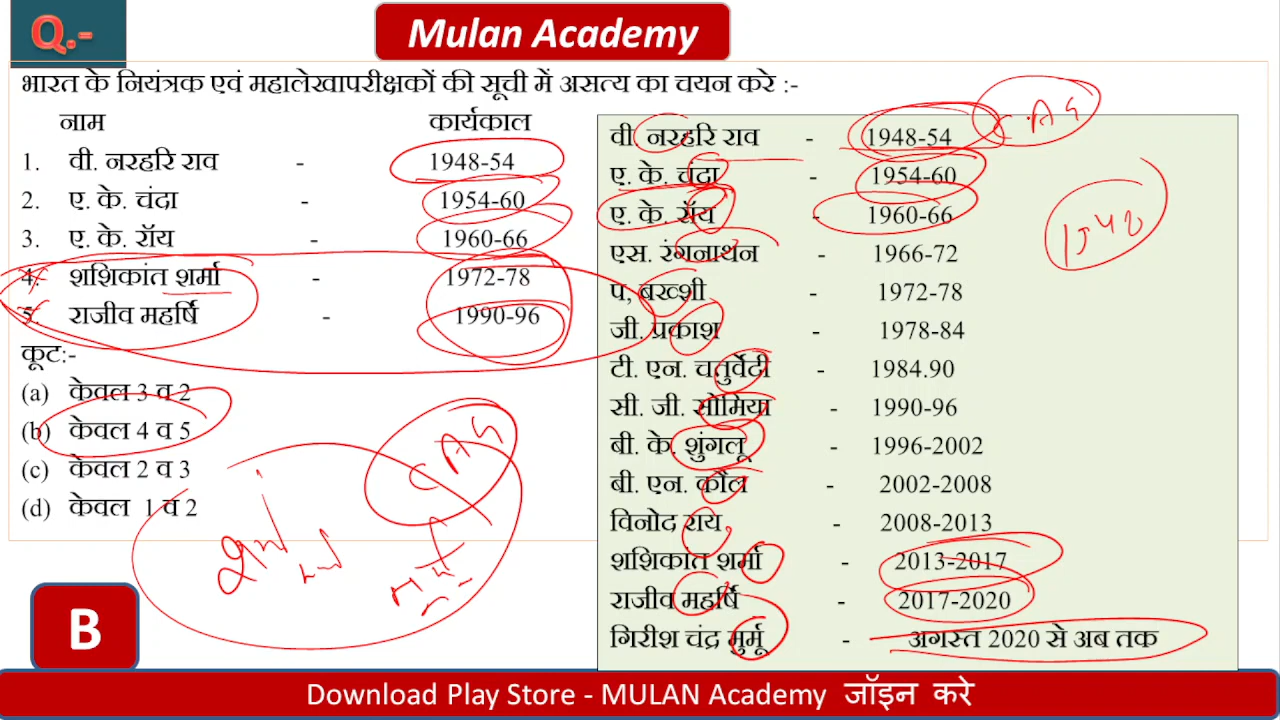 Q.-
Mulan Academy
भारत के नियंत्रक एवं महालेखापरीक्षकों की सूची में असत्य का चयन करे :-
नाम कार्यकाल
1. वी. नरहरि राव - 1948-54
2. ए. के. चंदा - 1954-60
3. ए. के. रॉय - 1960-66
4. शशिकांत शर्मा - 1972-78
5. राजीव महर्षि - 1990-96
कूटः-
(a) केवल 3 व 2
(b) केवल 4 व 5
(c) केवल 2 व 3
(d) केवल 1 व 2
वी. नरहरि राव - 1948-54
ए. के. चंदा - 1954-60
ए. के. रॉय - 1960-66
एस. रंगनाथन - 1966-72
प, बख्शी - 1972-78
जी. प्रकाश - 1978-84
टी. एन. चतुर्वेदी - 1984.90
सी. जी. सोमिया - 1990-96
बी. के. शुंगलू - 1996-2002
बी. एन. कौल - 2002-2008
विनोद राय - 2008-2013
शशिकांत शर्मा - 2013-2017
राजीव महर्षि - 2017-2020
गिरीश चंद्र मुर्मू - अगस्त 2020 से अब तक
CAG
1948
CAG
B
Download Play Store - MULAN Academy जॉइन करे